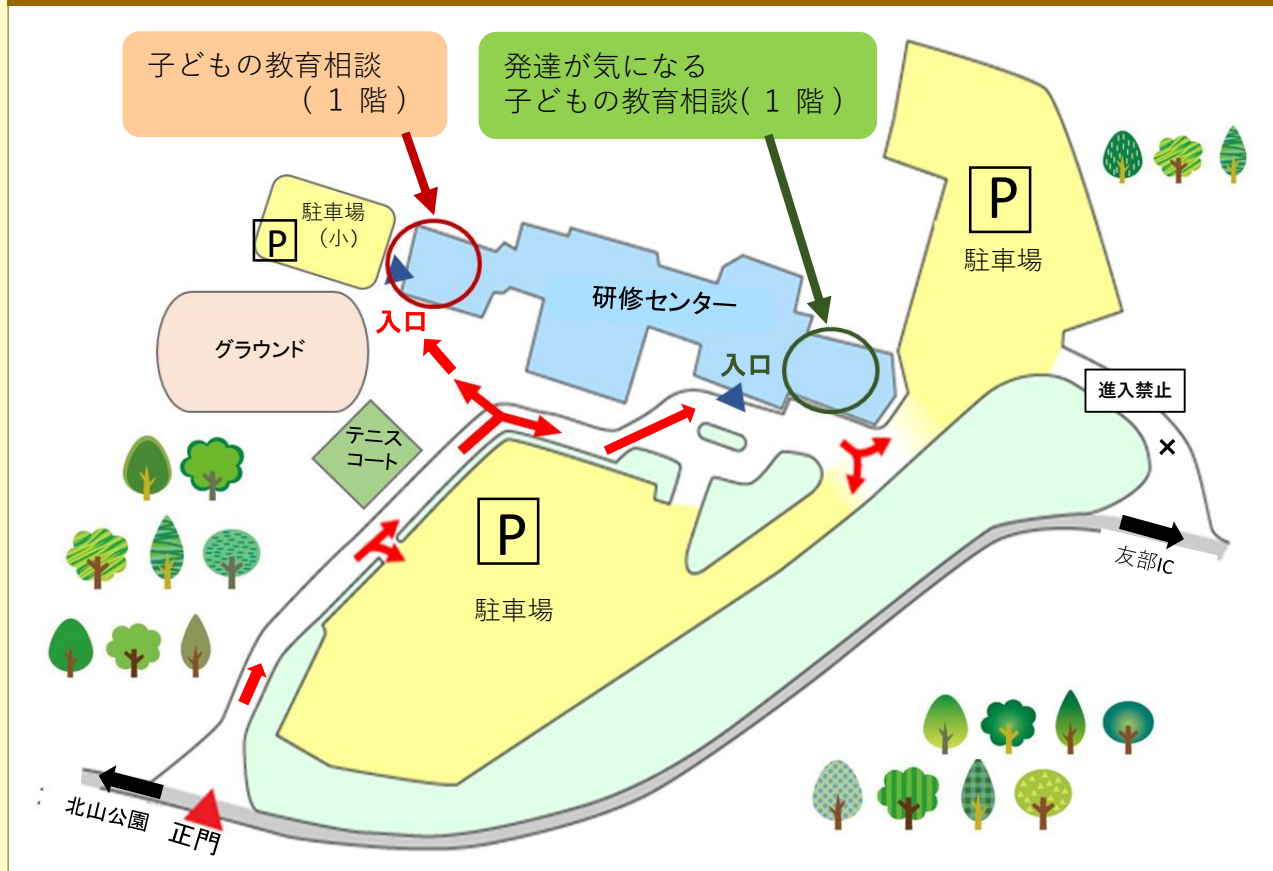 子どもの教育相談
( 1 階 )
発達が気になる
子どもの教育相談( 1 階 )
P
駐車場
駐車場
(小)
P
研修センター
入口
グラウンド
入口
進入禁止
×
テニス
コート
P
駐車場
友部IC
:
北山公園
正門